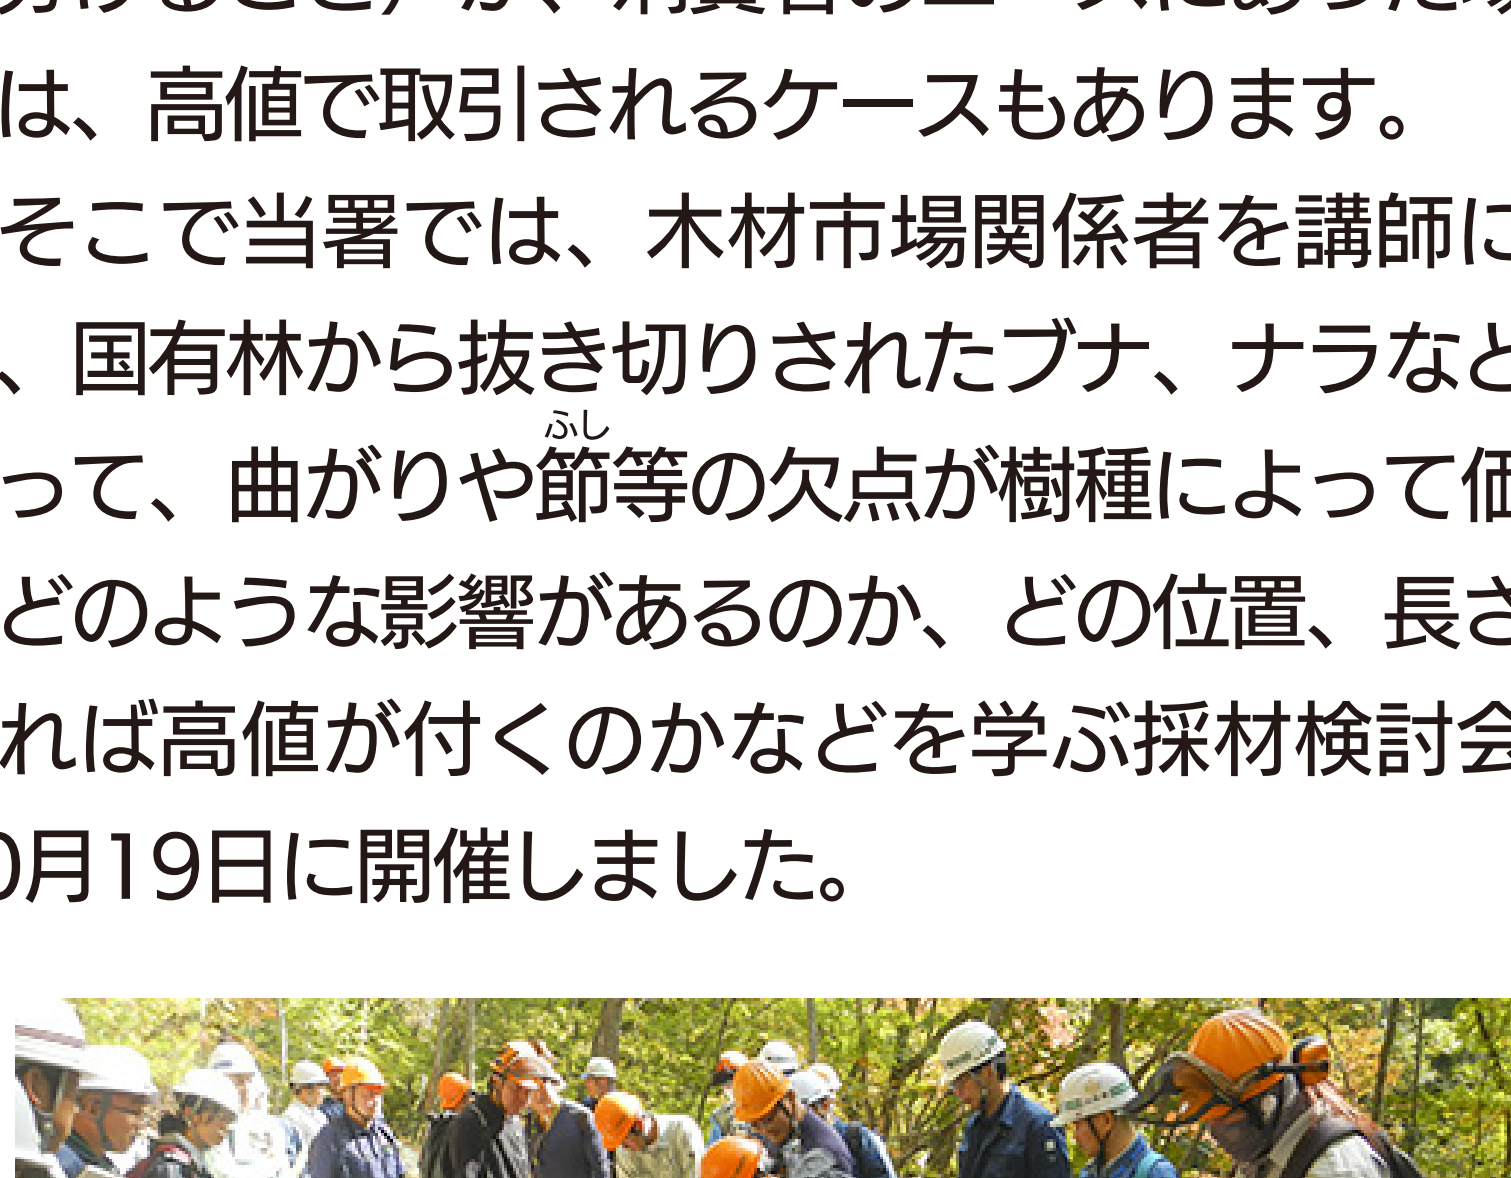 は、高値で取引されるケースもあります。
そこで当署では、木材市場関係者を講師に
、国有林から抜き切りされたブナ、ナラなど
ふし
って、曲がりや節等の欠点が樹種によって価
どのような影響があるのか、どの位置、長さ
れば高値が付くのかなどを学ぶ採材検討会
0月19日に開催しました。